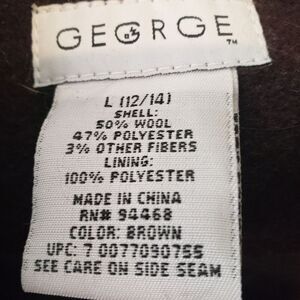 GEORGE
TM
L (12/14)
SHELL:
50% WOOL
47% POLYESTER
3% OTHER FIBERS
LINING:
100% POLYESTER
MADE IN CHINA
RN# 94468
COLOR: BROWN
UPC: 7 0077090755
SEE CARE ON SIDE SEAM